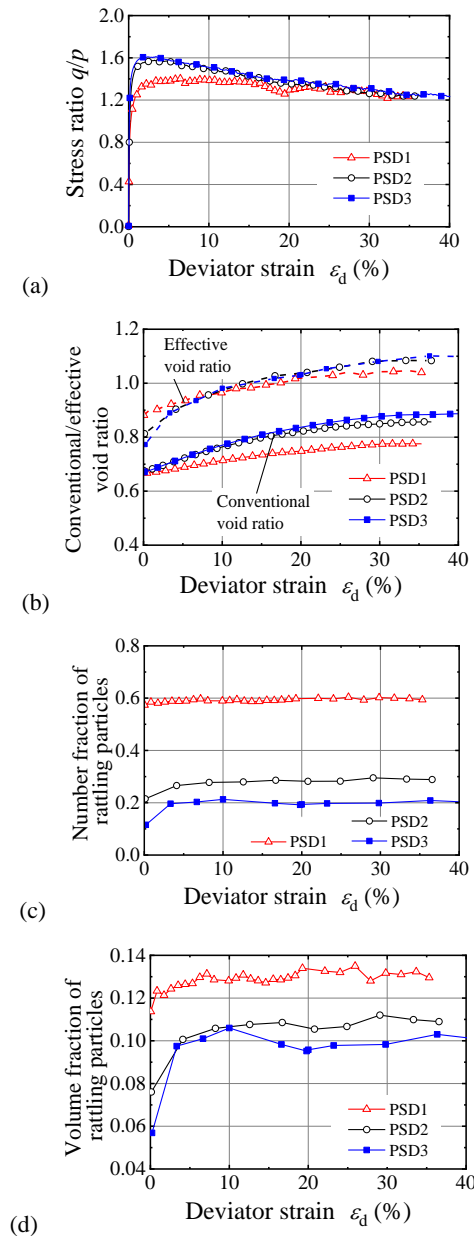 2.0
1.6
1.2
0.8
0.4
0.0
Stress ratio q/p
PSD1
PSD2
PSD3
0 10 20 30 40
Deviator strain εd (%)
(a)
1.2
1.0
0.8
0.6
0.4
Conventional/effective
void ratio
Effective
void ratio
Conventional
void ratio
PSD1
PSD2
PSD3
0 10 20 30 40
Deviator strain εd (%)
(b)
0.8
0.6
0.4
0.2
0.0
Number fraction of
rattling particles
PSD2
PSD1 PSD3
0 10 20 30 40
Deviator strain εd (%)
(c)
0.14
0.12
0.10
0.08
0.06
0.04
Volume fraction of
rattling particles
PSD1
PSD2
PSD3
0 10 20 30 40
Deviator strain εd (%)
(d)